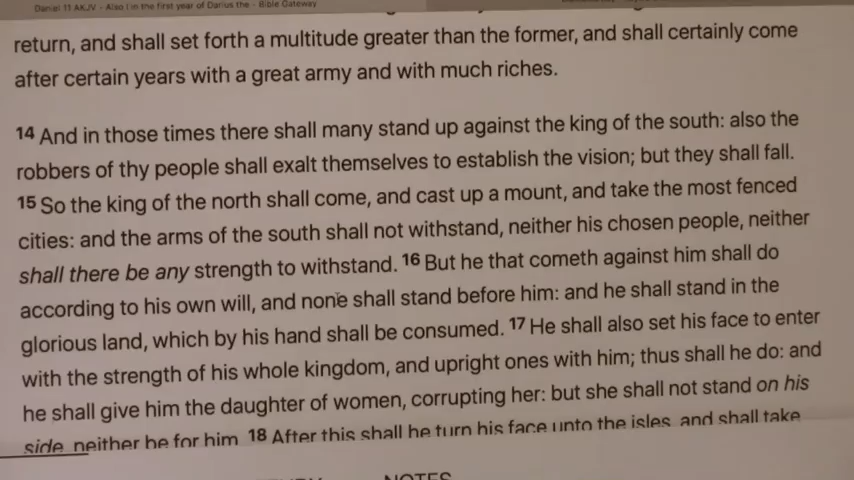 Daniel 11 AKJV - Also I in the first year of Darius the - Bible Gateway
return, and shall set forth a multitude greater than the former, and shall certainly come
after certain years with a great army and with much riches.
14 And in those times there shall many stand up against the king of the south: also the
robbers of thy people shall exalt themselves to establish the vision; but they shall fall.
15 So the king of the north shall come, and cast up a mount, and take the most fenced
cities: and the arms of the south shall not withstand, neither his chosen people, neither
shall there be any strength to withstand. 16 But he that cometh against him shall do
according to his own will, and none shall stand before him: and he shall stand in the
glorious land, which by his hand shall be consumed. 17 He shall also set his face to enter
with the strength of his whole kingdom, and upright ones with him; thus shall he do: and
he shall give him the daughter of women, corrupting her: but she shall not stand on his
side, neither be for him 18 After this shall he turn his face unto the isles, and shall take
NOTES